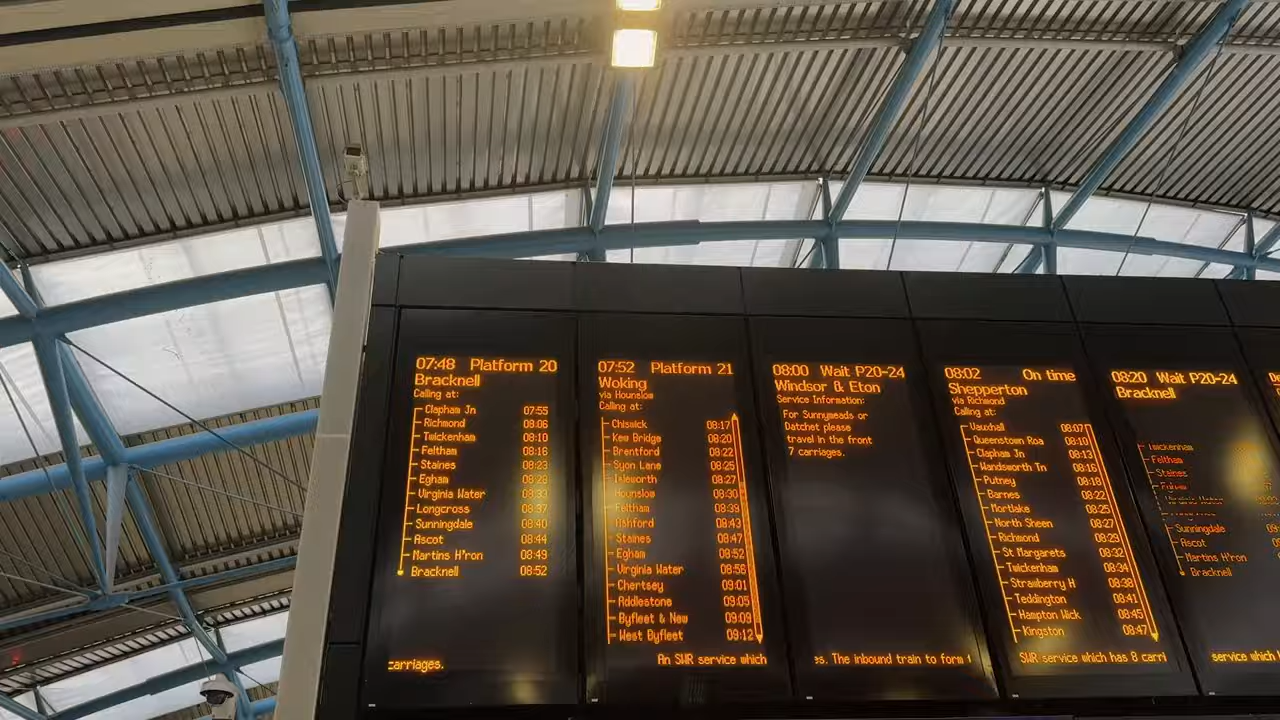 07:48 Platform 20
Bracknell
Calling at:
Clapham Jn 07:55
Richmond 08:06
Twickenham 08:10
Feltham 08:16
Staines 08:23
Egham 08:28
Virginia Water 08:33
Longcross 08:37
Sunningdale 08:40
Ascot 08:44
Martins H'ron 08:49
Bracknell 08:52
carriages.
07:52 Platform 21
Woking
via Hounslow
Calling at:
Chiswick 08:17
Kew Bridge 08:20
Brentford 08:22
Syon Lane 08:25
Isleworth 08:27
Hounslow 08:30
Feltham 08:39
Ashford 08:43
Staines 08:47
Egham 08:52
Virginia Water 08:56
Chertsey 09:01
Addlestone 09:05
Byfleet & New 09:09
West Byfleet 09:12
An SWR service which
08:00 Wait P20-24
Windsor & Eton
Service Information:
For Sunnymeads or
Datchet please
travel in the front
7 carriages.
es. The inbound train to form t
08:02 On time
Shepperton
via Richmond
Calling at:
Vauxhall 08:07
Queenstown Roa 08:10
Clapham Jn 08:13
Wandsworth Tn 08:16
Putney 08:18
Barnes 08:22
Mortlake 08:25
North Sheen 08:27
Richmond 08:29
St Margarets 08:32
Twickenham 08:34
Strawberry H 08:38
Teddington 08:41
Hampton Wick 08:45
Kingston 08:47
SWR service which has 8 carri
08:20 Wait P20-24
Bracknell
Twickenham
Feltham
Staines
Virginia Water
Sunningdale
Ascot
Martins H'ron
Bracknell
service which